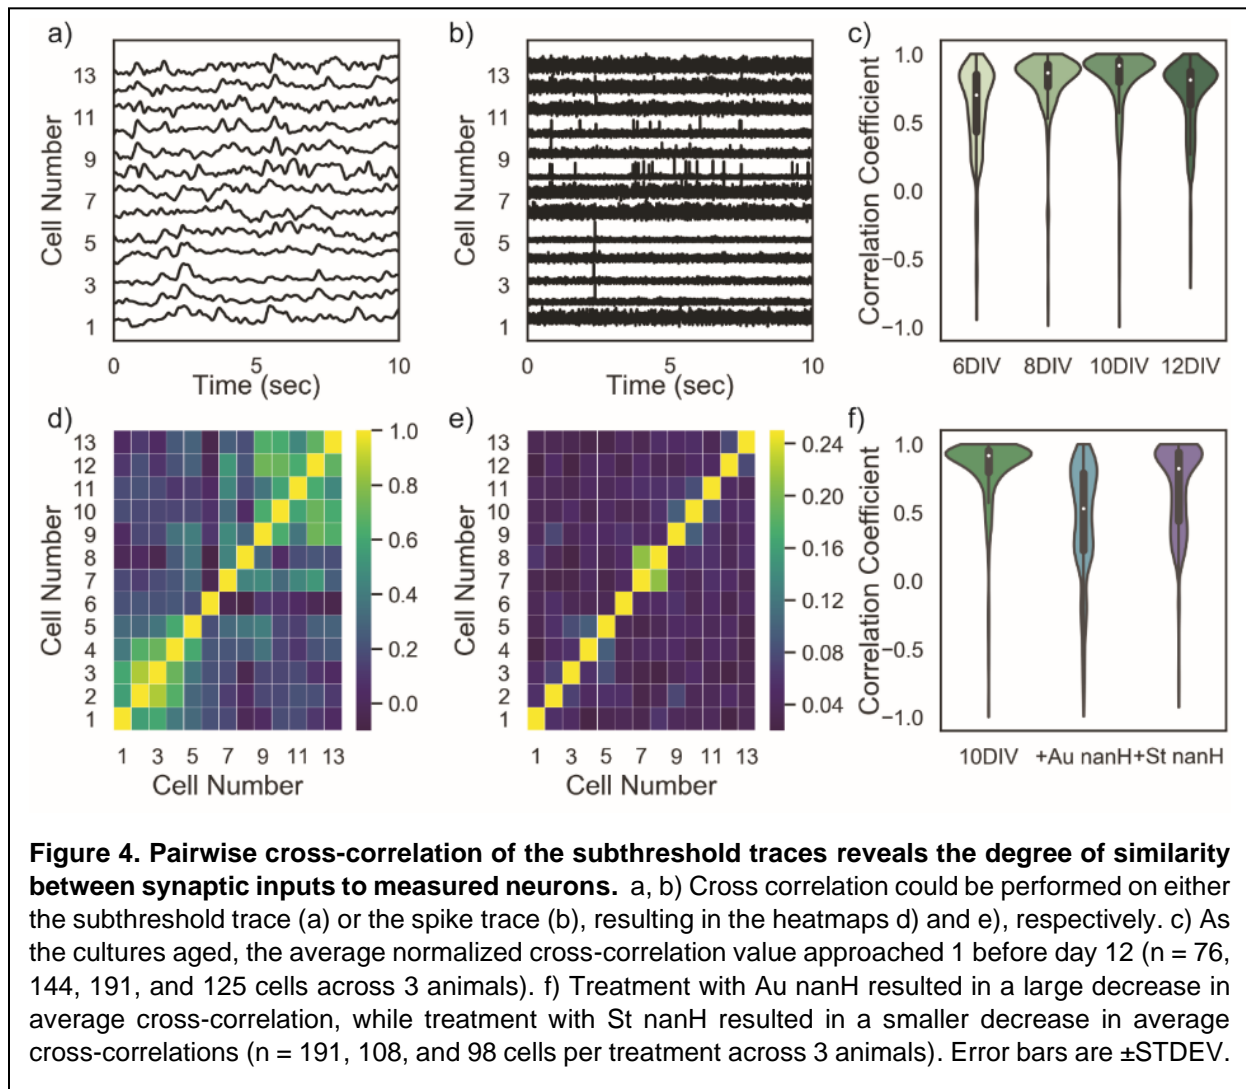 a)
13
11
9
7
5
3
1
Cell Number
0
5
10
Time (sec)
b)
13
11
9
7
5
3
1
Cell Number
0
5
10
Time (sec)
c)
1.0
0.5
0.0
−0.5
−1.0
Correlation Coefficient
6DIV
8DIV
10DIV
12DIV
d)
13
12
11
10
9
8
7
6
5
4
3
2
1
Cell Number
1
3
5
7
9
11
13
Cell Number
1.0
0.8
0.6
0.4
0.2
0.0
e)
13
12
11
10
9
8
7
6
5
4
3
2
1
Cell Number
1
3
5
7
9
11
13
Cell Number
0.24
0.20
0.16
0.12
0.08
0.04
f)
1.0
0.5
0.0
−0.5
−1.0
Correlation Coefficient
10DIV
+Au nanH
+St nanH
Figure 4. Pairwise cross-correlation of the subthreshold traces reveals the degree of similarity
between synaptic inputs to measured neurons. a, b) Cross correlation could be performed on either
the subthreshold trace (a) or the spike trace (b), resulting in the heatmaps d) and e), respectively. c) As
the cultures aged, the average normalized cross-correlation value approached 1 before day 12 (n = 76,
144, 191, and 125 cells across 3 animals). f) Treatment with Au nanH resulted in a large decrease in
average cross-correlation, while treatment with St nanH resulted in a smaller decrease in average
cross-correlations (n = 191, 108, and 98 cells per treatment across 3 animals). Error bars are ±STDEV.